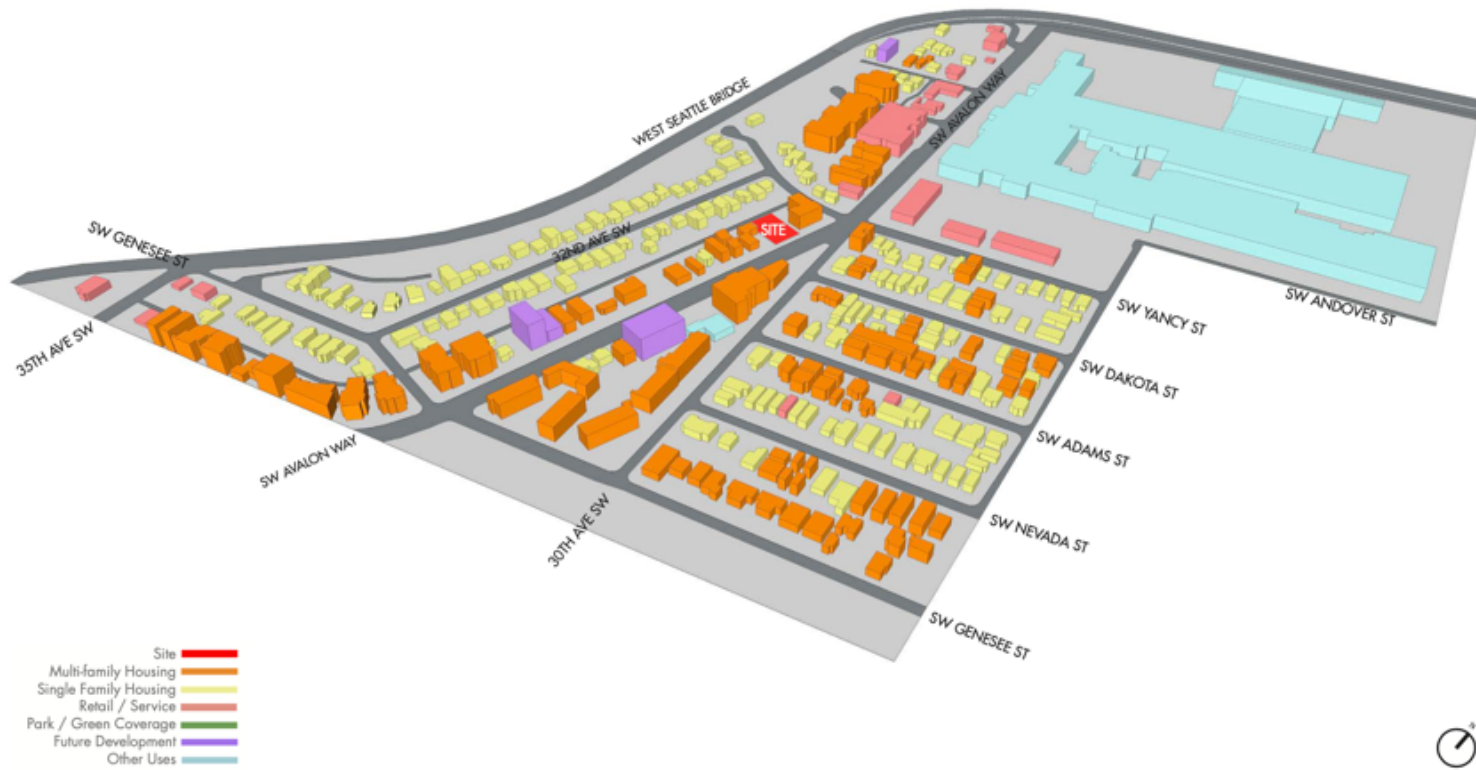 WEST SEATTLE BRIDGE
SW AVALON WAY
SITE
SW GENESEE ST
32ND AVE SW
SW ANDOVER ST
SW YANCY ST
35TH AVE SW
SW DAKOTA ST
SW ADAMS ST
SW AVALON WAY
30TH AVE SW
SW NEVADA ST
SW GENESEE ST
Site
Multi-family Housing
Single Family Housing
Retail / Service
Park / Green Coverage
Future Development
Other Uses
N